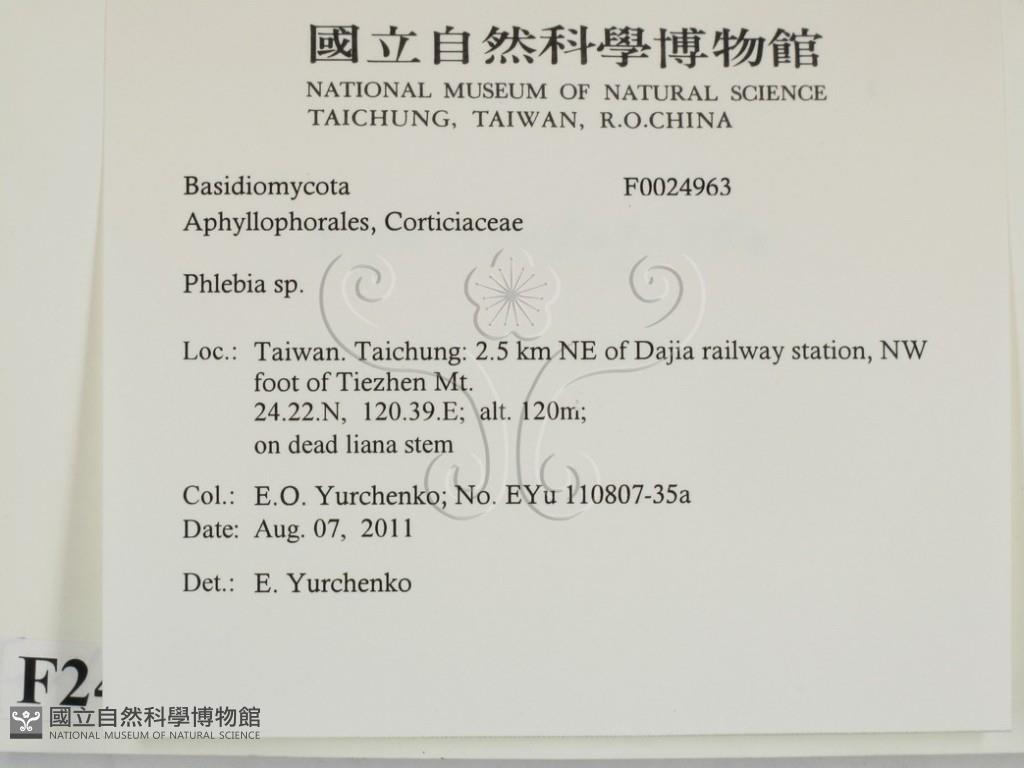 國立自然科學博物館
NATIONAL MUSEUM OF NATURAL SCIENCE
TAICHUNG, TAIWAN, R.O.CHINA
Basidiomycota F0024963
Aphyllophorales, Corticiaceae
Phlebia sp.
Loc.: Taiwan. Taichung: 2.5 km NE of Dajia railway station, NW
foot of Tiezhen Mt.
24.22.N, 120.39.E; alt. 120m;
on dead liana stem
Col.: E.O. Yurchenko; No. EYu 110807-35a
Date: Aug. 07, 2011
Det.: E. Yurchenko
F24
國立自然科學博物館
NATIONAL MUSEUM OF NATURAL SCIENCE